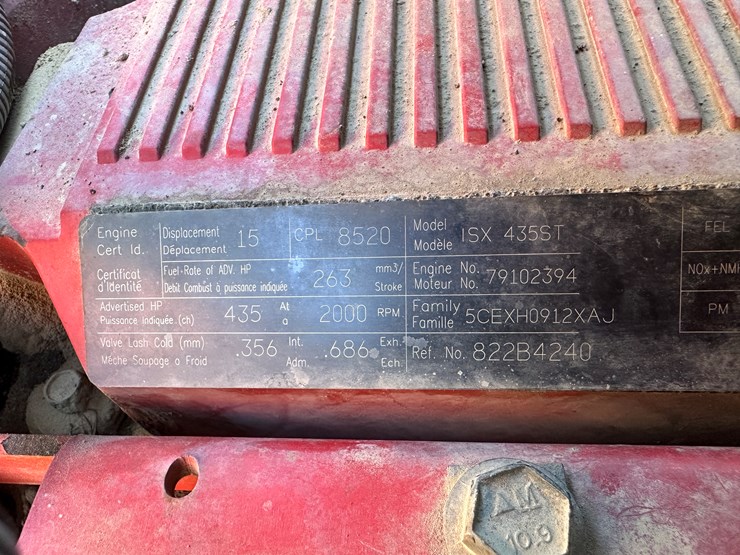 Engine Cert Id. Displacement Déplacement 15 CPL 8520 Model Modèle ISX 435ST FEL
Certificat d'identité Fuel-Rate of ADV. HP Debit Combust à puissance indiquée 263 mm3/ Stroke Engine No. Moteur No. 79102394 NOx+NM
Advertised HP Puissance Indiquée (ch) 435 At a 2000 RPM Family Famille 5CEXH0912XAJ PM
Valve Lash Cold (mm) Mèche Soupage a Froid .356 Int. Adm. .686 Exh. Ech. Ref. No. 822B4240
AM
10.9